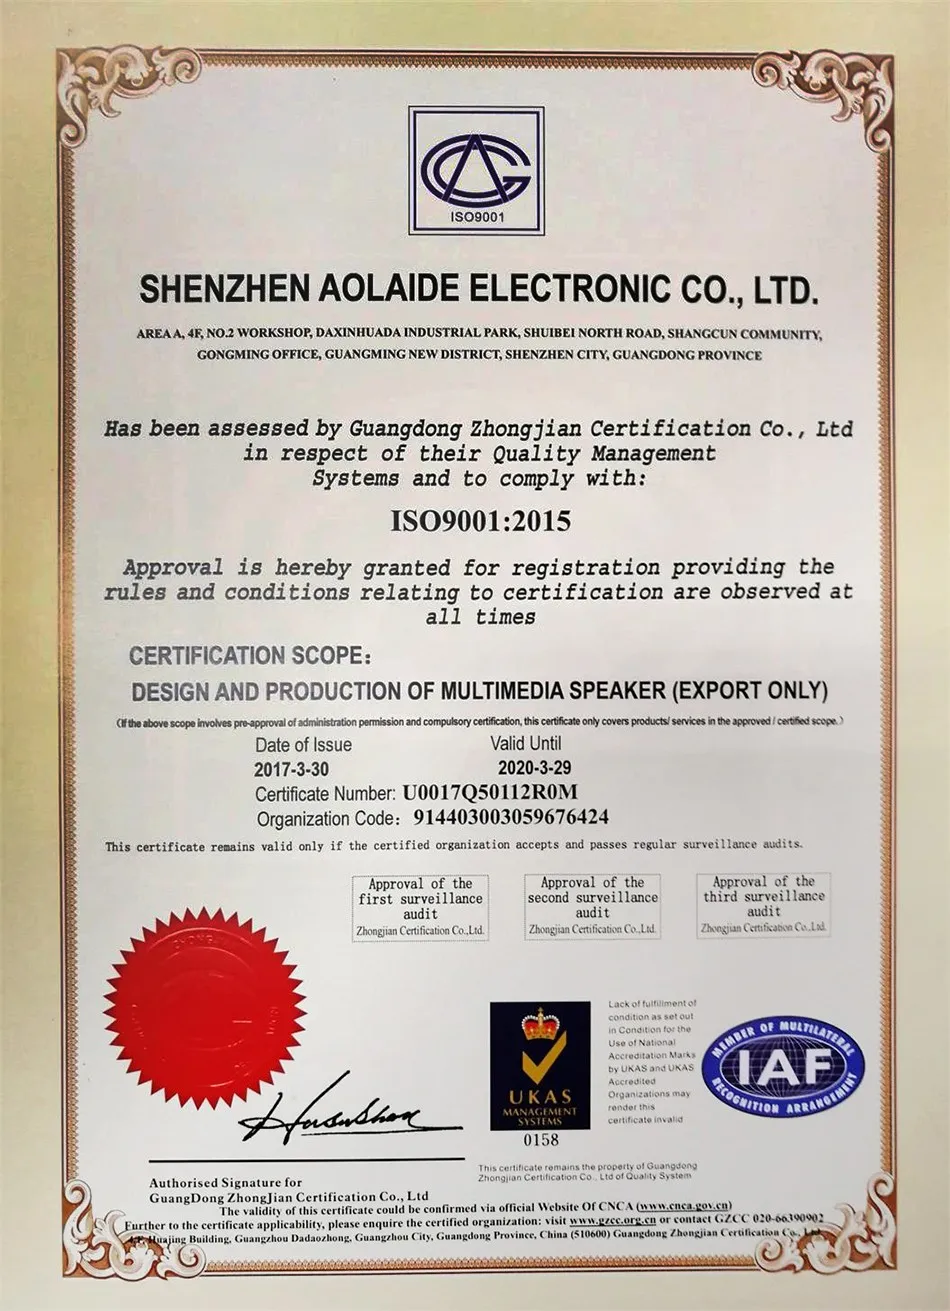 ISO9001
SHENZHEN AOLAIDE ELECTRONIC CO., LTD.
AREA A, 4F, NO.2 WORKSHOP, DAXINHUADA INDUSTRIAL PARK, SHUIBEI NORTH ROAD, SHANGCUN COMMUNITY,
GONGMING OFFICE, GUANGMING NEW DISTRICT, SHENZHEN CITY, GUANGDONG PROVINCE
Has been assessed by Guangdong Zhongjian Certification Co., Ltd
in respect of their Quality Management
Systems and to comply with:
ISO9001:2015
Approval is hereby granted for registration providing the
rules and conditions relating to certification are observed at
all times
CERTIFICATION SCOPE:
DESIGN AND PRODUCTION OF MULTIMEDIA SPEAKER (EXPORT ONLY)
(If the above scope involves pre-approval of administration permission and compulsory certification, this certificate only covers products/ services in the approved / certified scope.)
Date of Issue Valid Until
2017-3-30 2020-3-29
Certificate Number: U0017Q50112R0M
Organization Code: 914403003059676424
This certificate remains valid only if the certified organization accepts and passes regular surveillance audits.
Approval of the
first surveillance
audit
Zhongjian Certification Co.,Ltd.
Approval of the
second surveillance
audit
Zhongjian Certification Co.,Ltd.
Approval of the
third surveillance
audit
Zhongjian Certification Co.,Ltd.
UKAS
MANAGEMENT
SYSTEMS
0158
Lack of fulfillment of
condition as set out
in Condition for the
Use of National
Accreditation Marks
by UKAS and UKAS
Accredited
Organizations may
render this
certificate invalid
MEMBER OF MULTILATERAL
IAF
RECOGNITION ARRANGEMENT
This certificate remains the property of Guangdong
Zhongjian Certification Co., Ltd of Quality System
Authorised Signature for
GuangDong ZhongJian Certification Co., Ltd
The validity of this certificate could be confirmed via official Website Of CNCA (www.cnca.gov.cn)
Further to the certificate applicability, please enquire the certified organization: visit www.gzcc.org.cn or contact GZCC 020-66390902
Huajing Building, Guangzhou Dadaozhong, Guangzhou City, Guangdong Province, China (510600) Guangdong Zhongjian Certification Co., Ltd